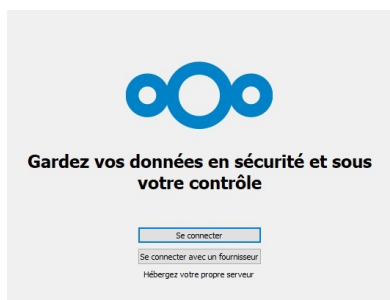 Gardez vos données en sécurité et sous
votre contrôle
Se connecter
Se connecter avec un fournisseur
Hébergez votre propre serveur